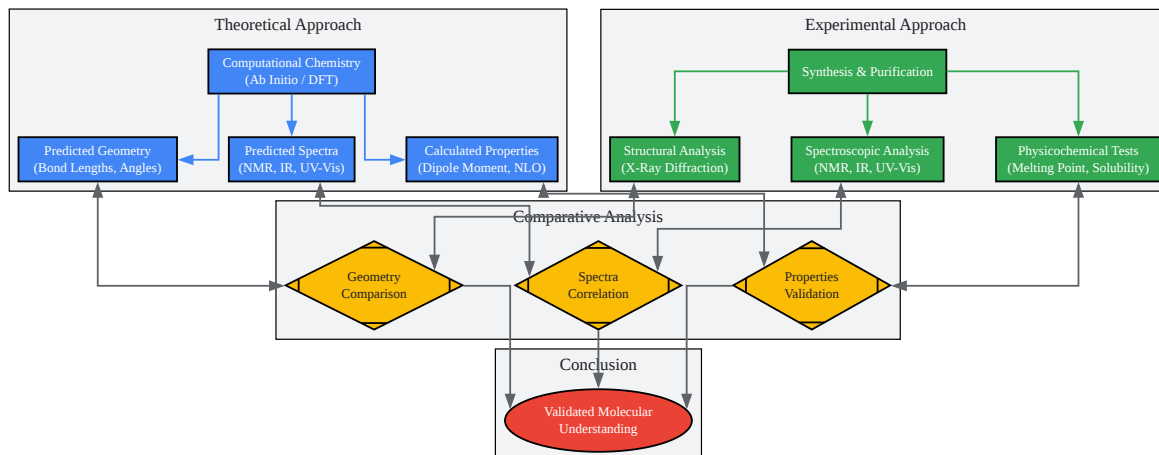 Theoretical Approach
Experimental Approach
Computational Chemistry
(Ab Initio / DFT)
Synthesis & Purification
Predicted Geometry
(Bond Lengths, Angles)
Predicted Spectra
(NMR, IR, UV-Vis)
Calculated Properties
(Dipole Moment, NLO)
Structural Analysis
(X-Ray Diffraction)
Spectroscopic Analysis
(NMR, IR, UV-Vis)
Physicochemical Tests
(Melting Point, Solubility)
Comparative Analysis
Geometry
Comparison
Spectra
Correlation
Properties
Validation
Conclusion
Validated Molecular
Understanding